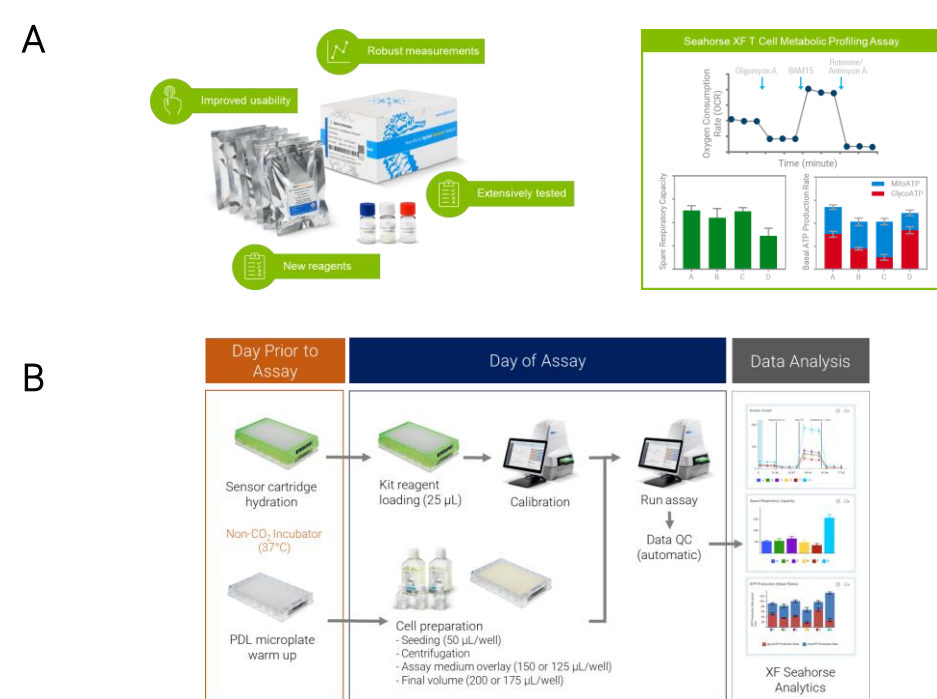 A
Robust measurements
Improved usability
Extensively tested
New reagents
Seahorse XF T Cell Metabolic Profiling Assay
Oligomycin A
BAM15
Rotenone/
Antimycin A
Oxygen Consumption
Rate (OCR)
Time (minute)
Spare Respiratory Capacity
A B C D
Basal ATP Production Rate
MitoATP
GlycoATP
A B C D
B
Day Prior to
Assay
Day of Assay
Data Analysis
Sensor cartridge
hydration
Kit reagent
loading (25 µL)
Calibration
Run assay
Data QC
(automatic)
Non-CO₂ Incubator
(37°C)
PDL microplate
warm up
Cell preparation
- Seeding (50 µL/well)
- Centrifugation
- Assay medium overlay (150 or 125 µL/well)
- Final volume (200 or 175 µL/well)
Spare Respiratory Capacity
XF Seahorse
Analytics